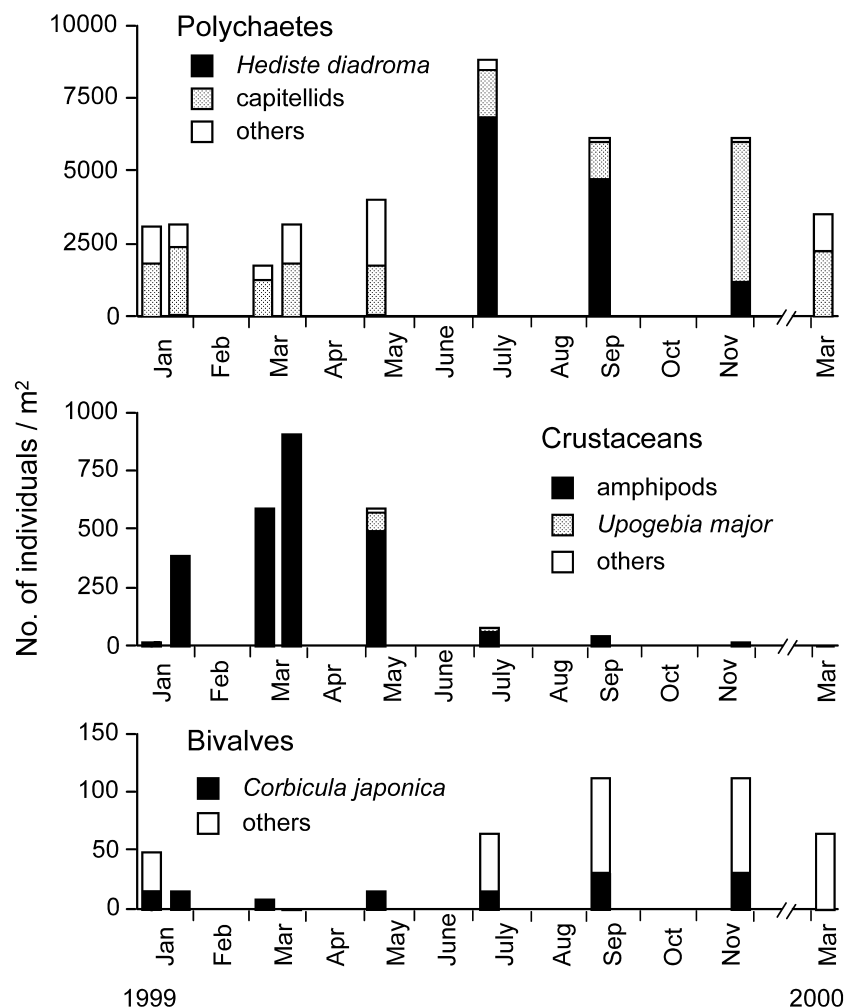 Polychaetes
Hediste diadroma
capitellids
others
10000
7500
5000
2500
0
Jan Feb Mar Apr May June July Aug Sep Oct Nov Mar
No. of individuals / m²
Crustaceans
amphipods
Upogebia major
others
1000
750
500
250
0
Jan Feb Mar Apr May June July Aug Sep Oct Nov Mar
Bivalves
Corbicula japonica
others
150
100
50
0
Jan Feb Mar Apr May June July Aug Sep Oct Nov Mar
1999 2000